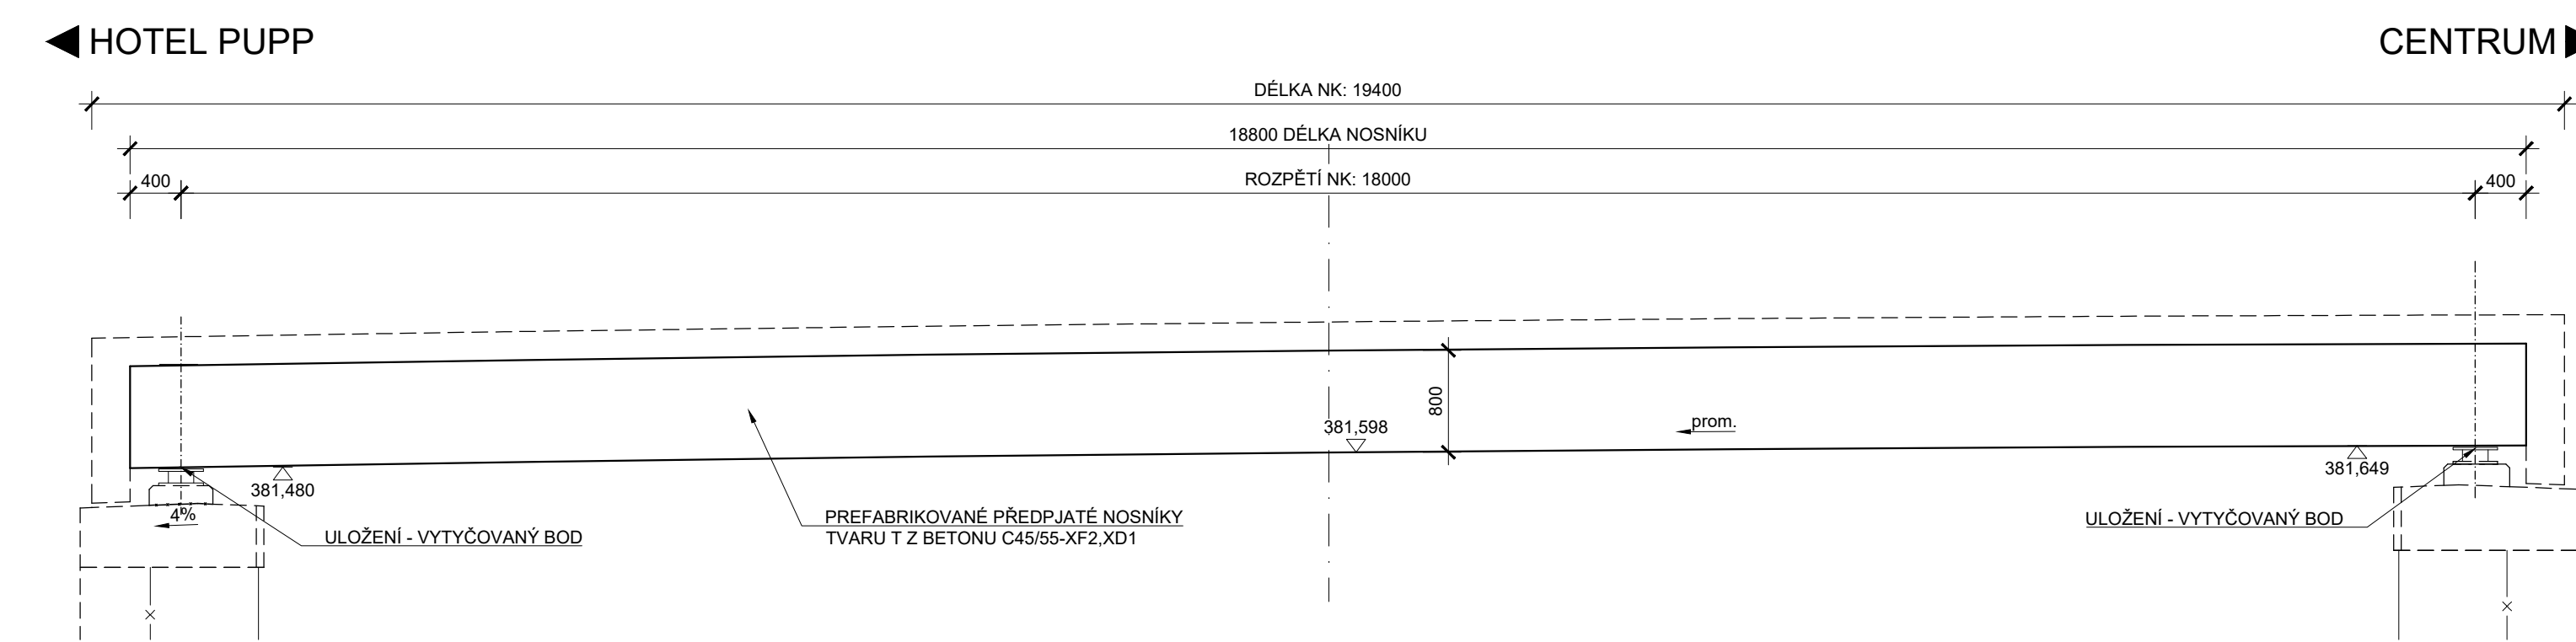 HOTEL PUPP
CENTRUM
DÉLKA NK: 19400
18800 DÉLKA NOSNÍKU
400
ROZPĚTÍ NK: 18000
400
800
prom.
381,598
381,649
381,480
4%
PREFABRIKOVANÉ PŘEDPJATÉ NOSNÍKY
TVARU T Z BETONU C45/55-XF2,XD1
ULOŽENÍ - VYTYČOVANÝ BOD
ULOŽENÍ - VYTYČOVANÝ BOD